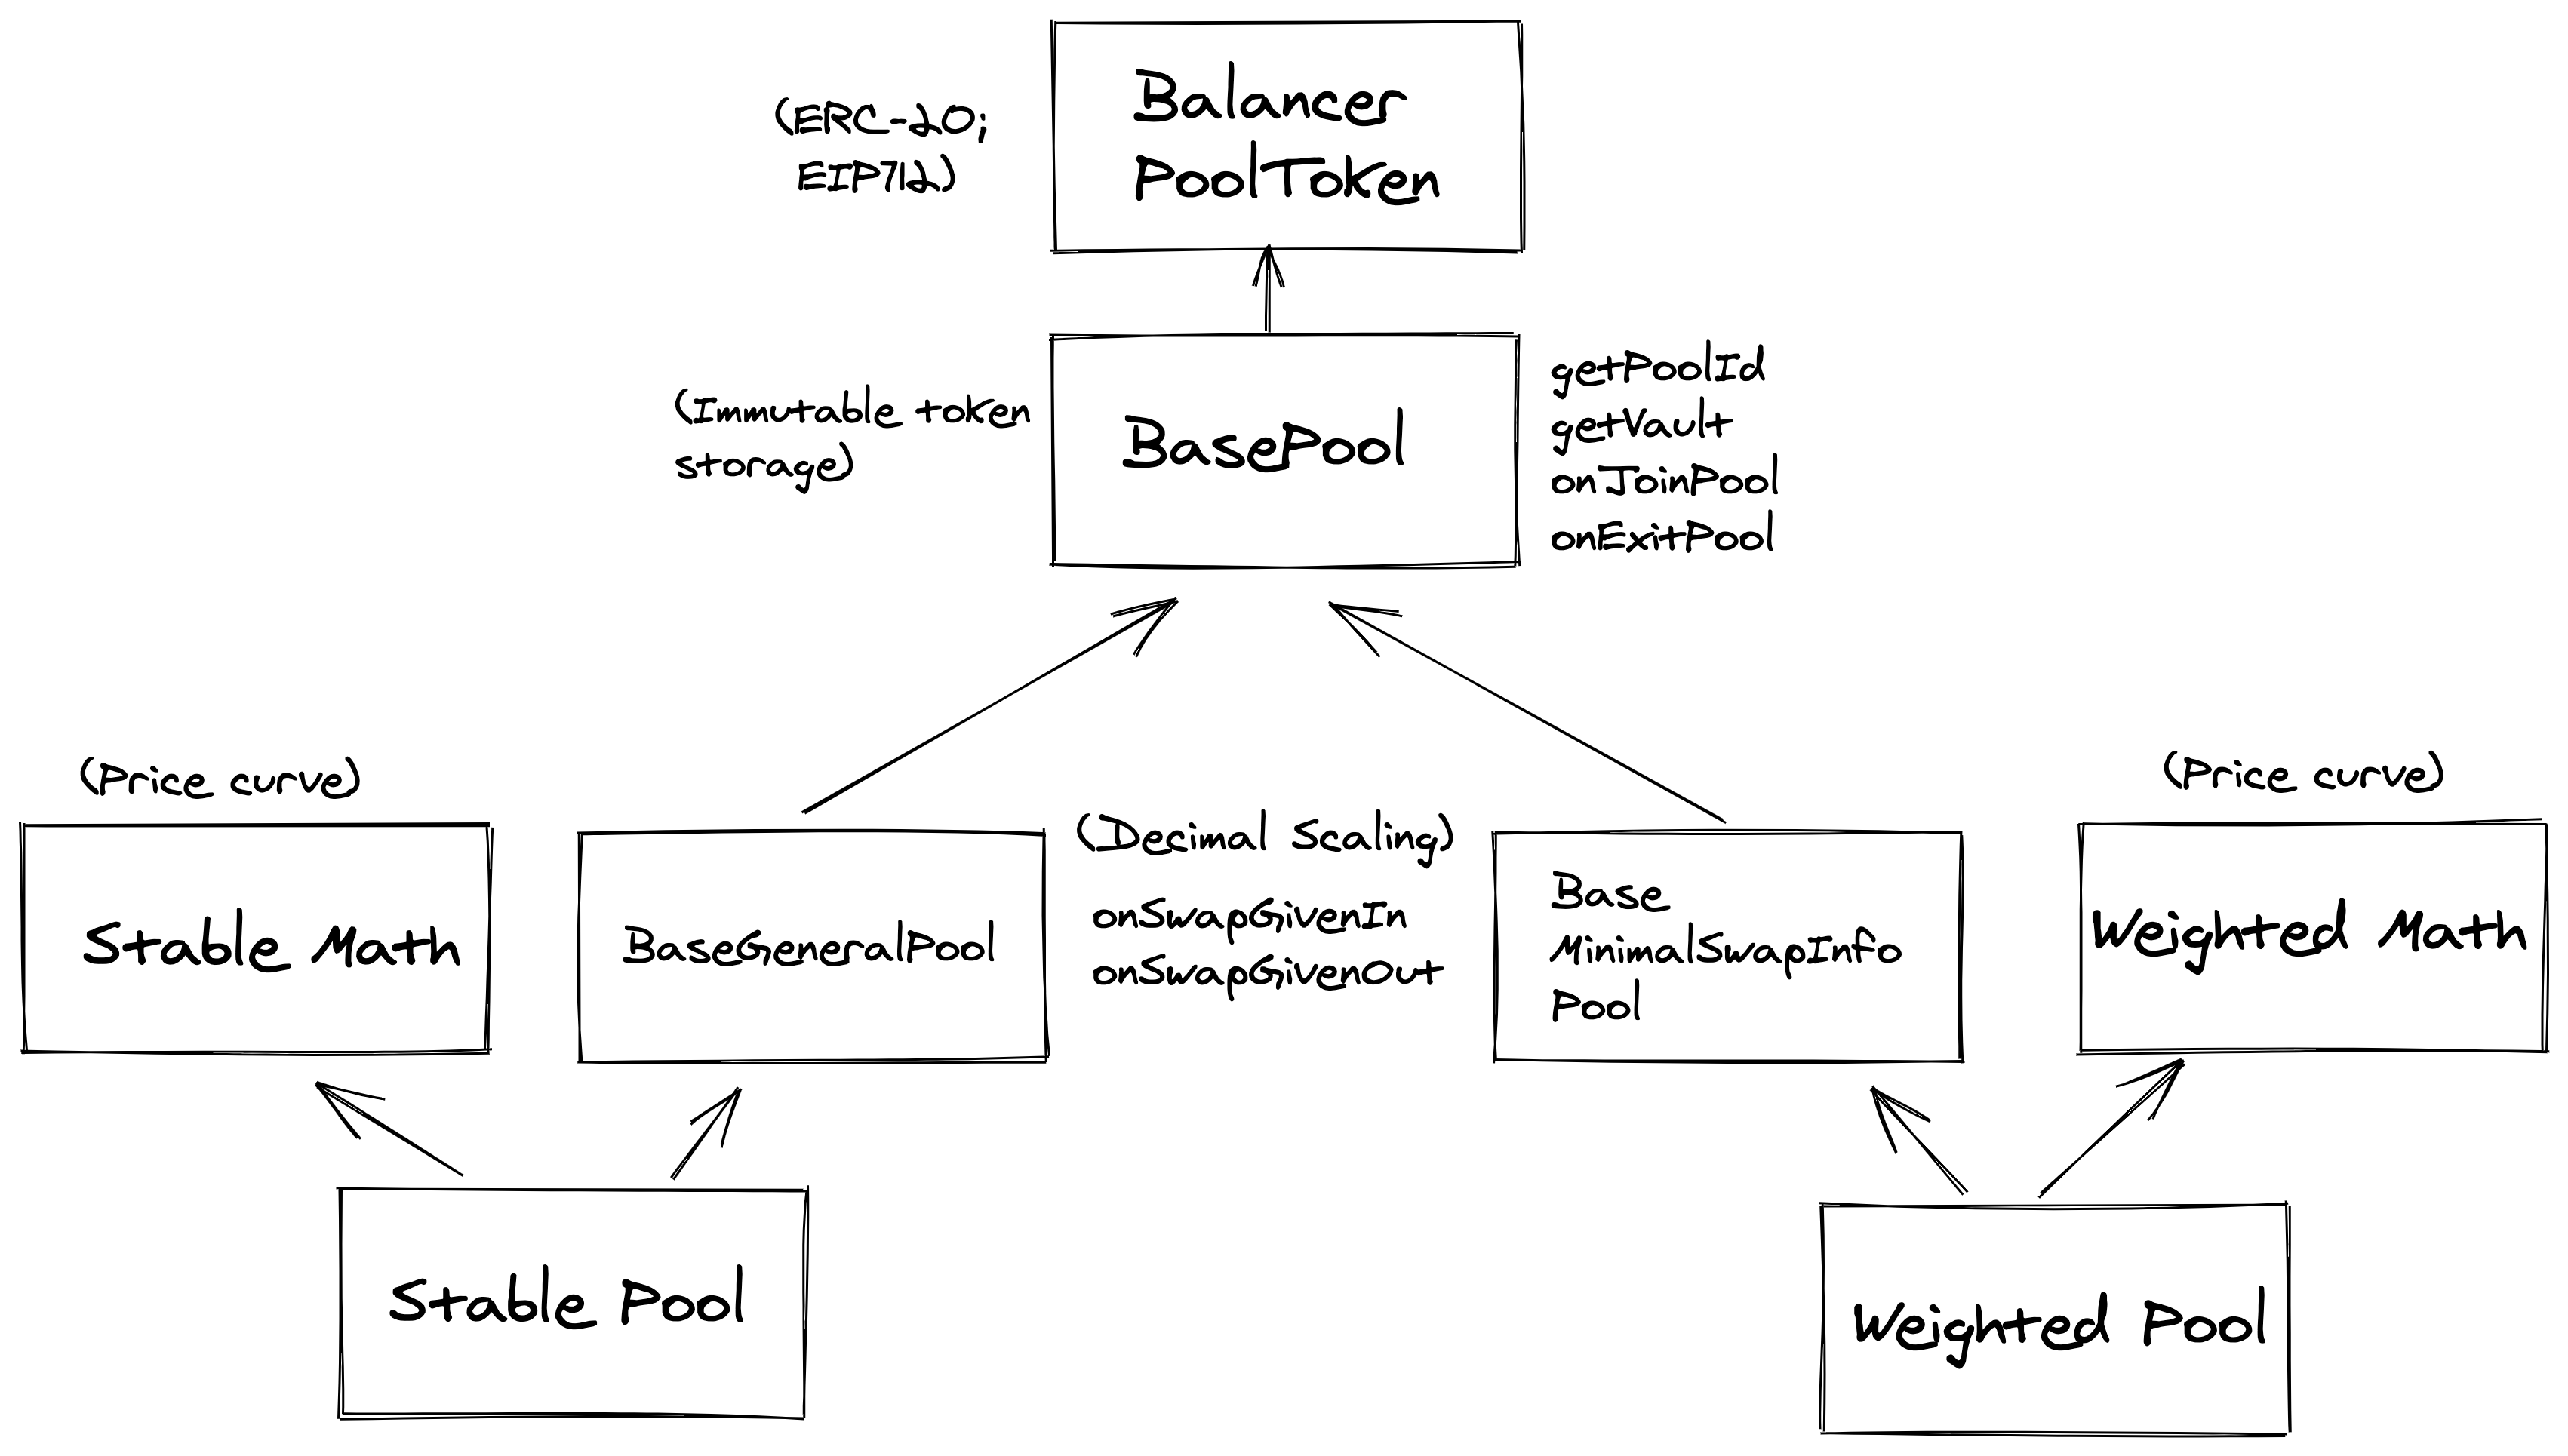 (ERC-20;
EIP712)
Balancer
PoolToken
(Immutable token
storage)
BasePool
getPoolId
getVault
onJoinPool
onExitPool
(Price curve)
Stable Math
BaseGeneralPool
(Decimal Scaling)
onSwapGivenIn
onSwapGivenOut
Base
MinimalSwapInfo
Pool
(Price curve)
Weighted Math
Stable Pool
Weighted Pool